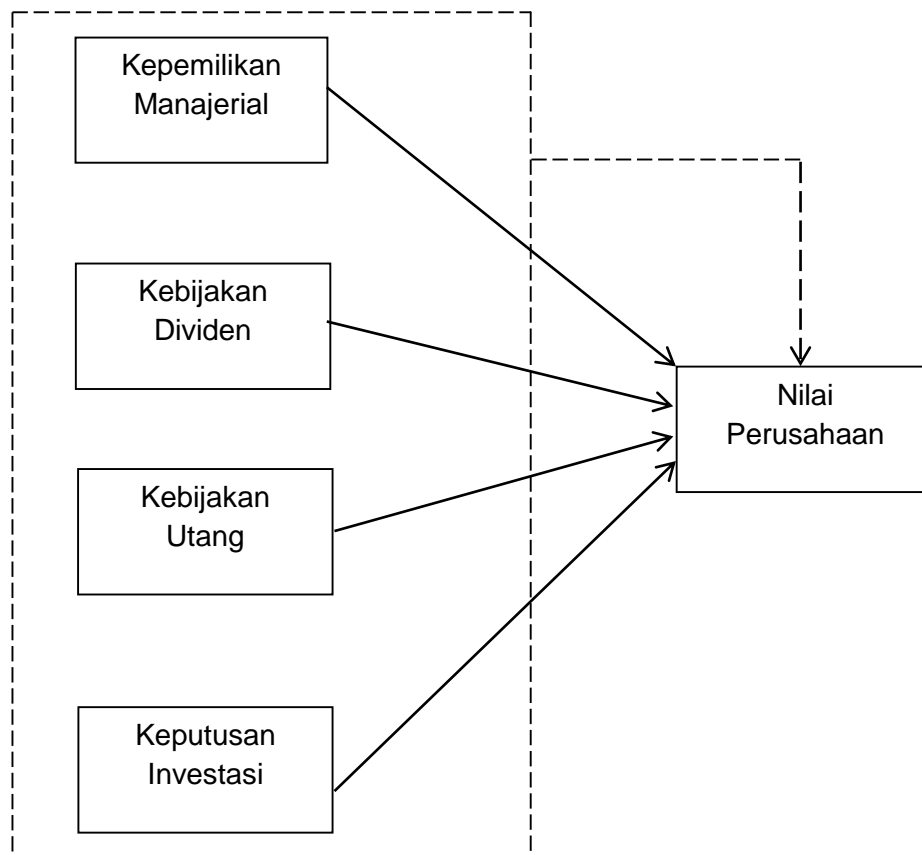 Kepemilikan
Manajerial
Kebijakan
Dividen
Nilai
Perusahaan
Kebijakan
Utang
Keputusan
Investasi